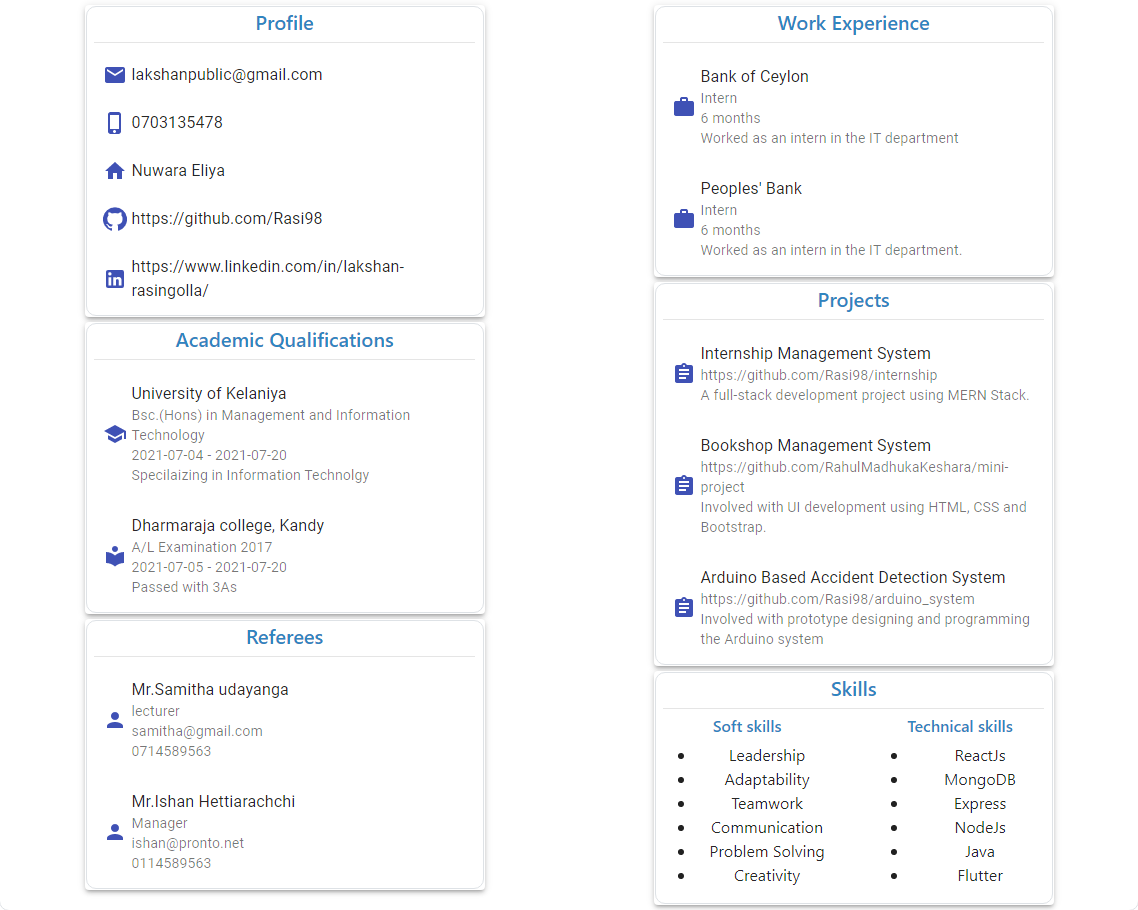 Profile
lakshanpublic@gmail.com
0703135478
Nuwara Eliya
https://github.com/Rasi98
https://www.linkedin.com/in/lakshan-
rasingolla/
Academic Qualifications
University of Kelaniya
Bsc.(Hons) in Management and Information
Technology
2021-07-04 - 2021-07-20
Specilaizing in Information Technolgy
Dharmaraja college, Kandy
A/L Examination 2017
2021-07-05 - 2021-07-20
Passed with 3As
Referees
Mr.Samitha udayanga
lecturer
samitha@gmail.com
0714589563
Mr.Ishan Hettiarachchi
Manager
ishan@pronto.net
0114589563
Work Experience
Bank of Ceylon
Intern
6 months
Worked as an intern in the IT department
Peoples' Bank
Intern
6 months
Worked as an intern in the IT department.
Projects
Internship Management System
https://github.com/Rasi98/internship
A full-stack development project using MERN Stack.
Bookshop Management System
https://github.com/RahulMadhukaKeshara/mini-
project
Involved with UI development using HTML, CSS and
Bootstrap.
Arduino Based Accident Detection System
https://github.com/Rasi98/arduino_system
Involved with prototype designing and programming
the Arduino system
Skills
Soft skills
Leadership
Adaptability
Teamwork
Communication
Problem Solving
Creativity
Technical skills
ReactJs
MongoDB
Express
NodeJs
Java
Flutter